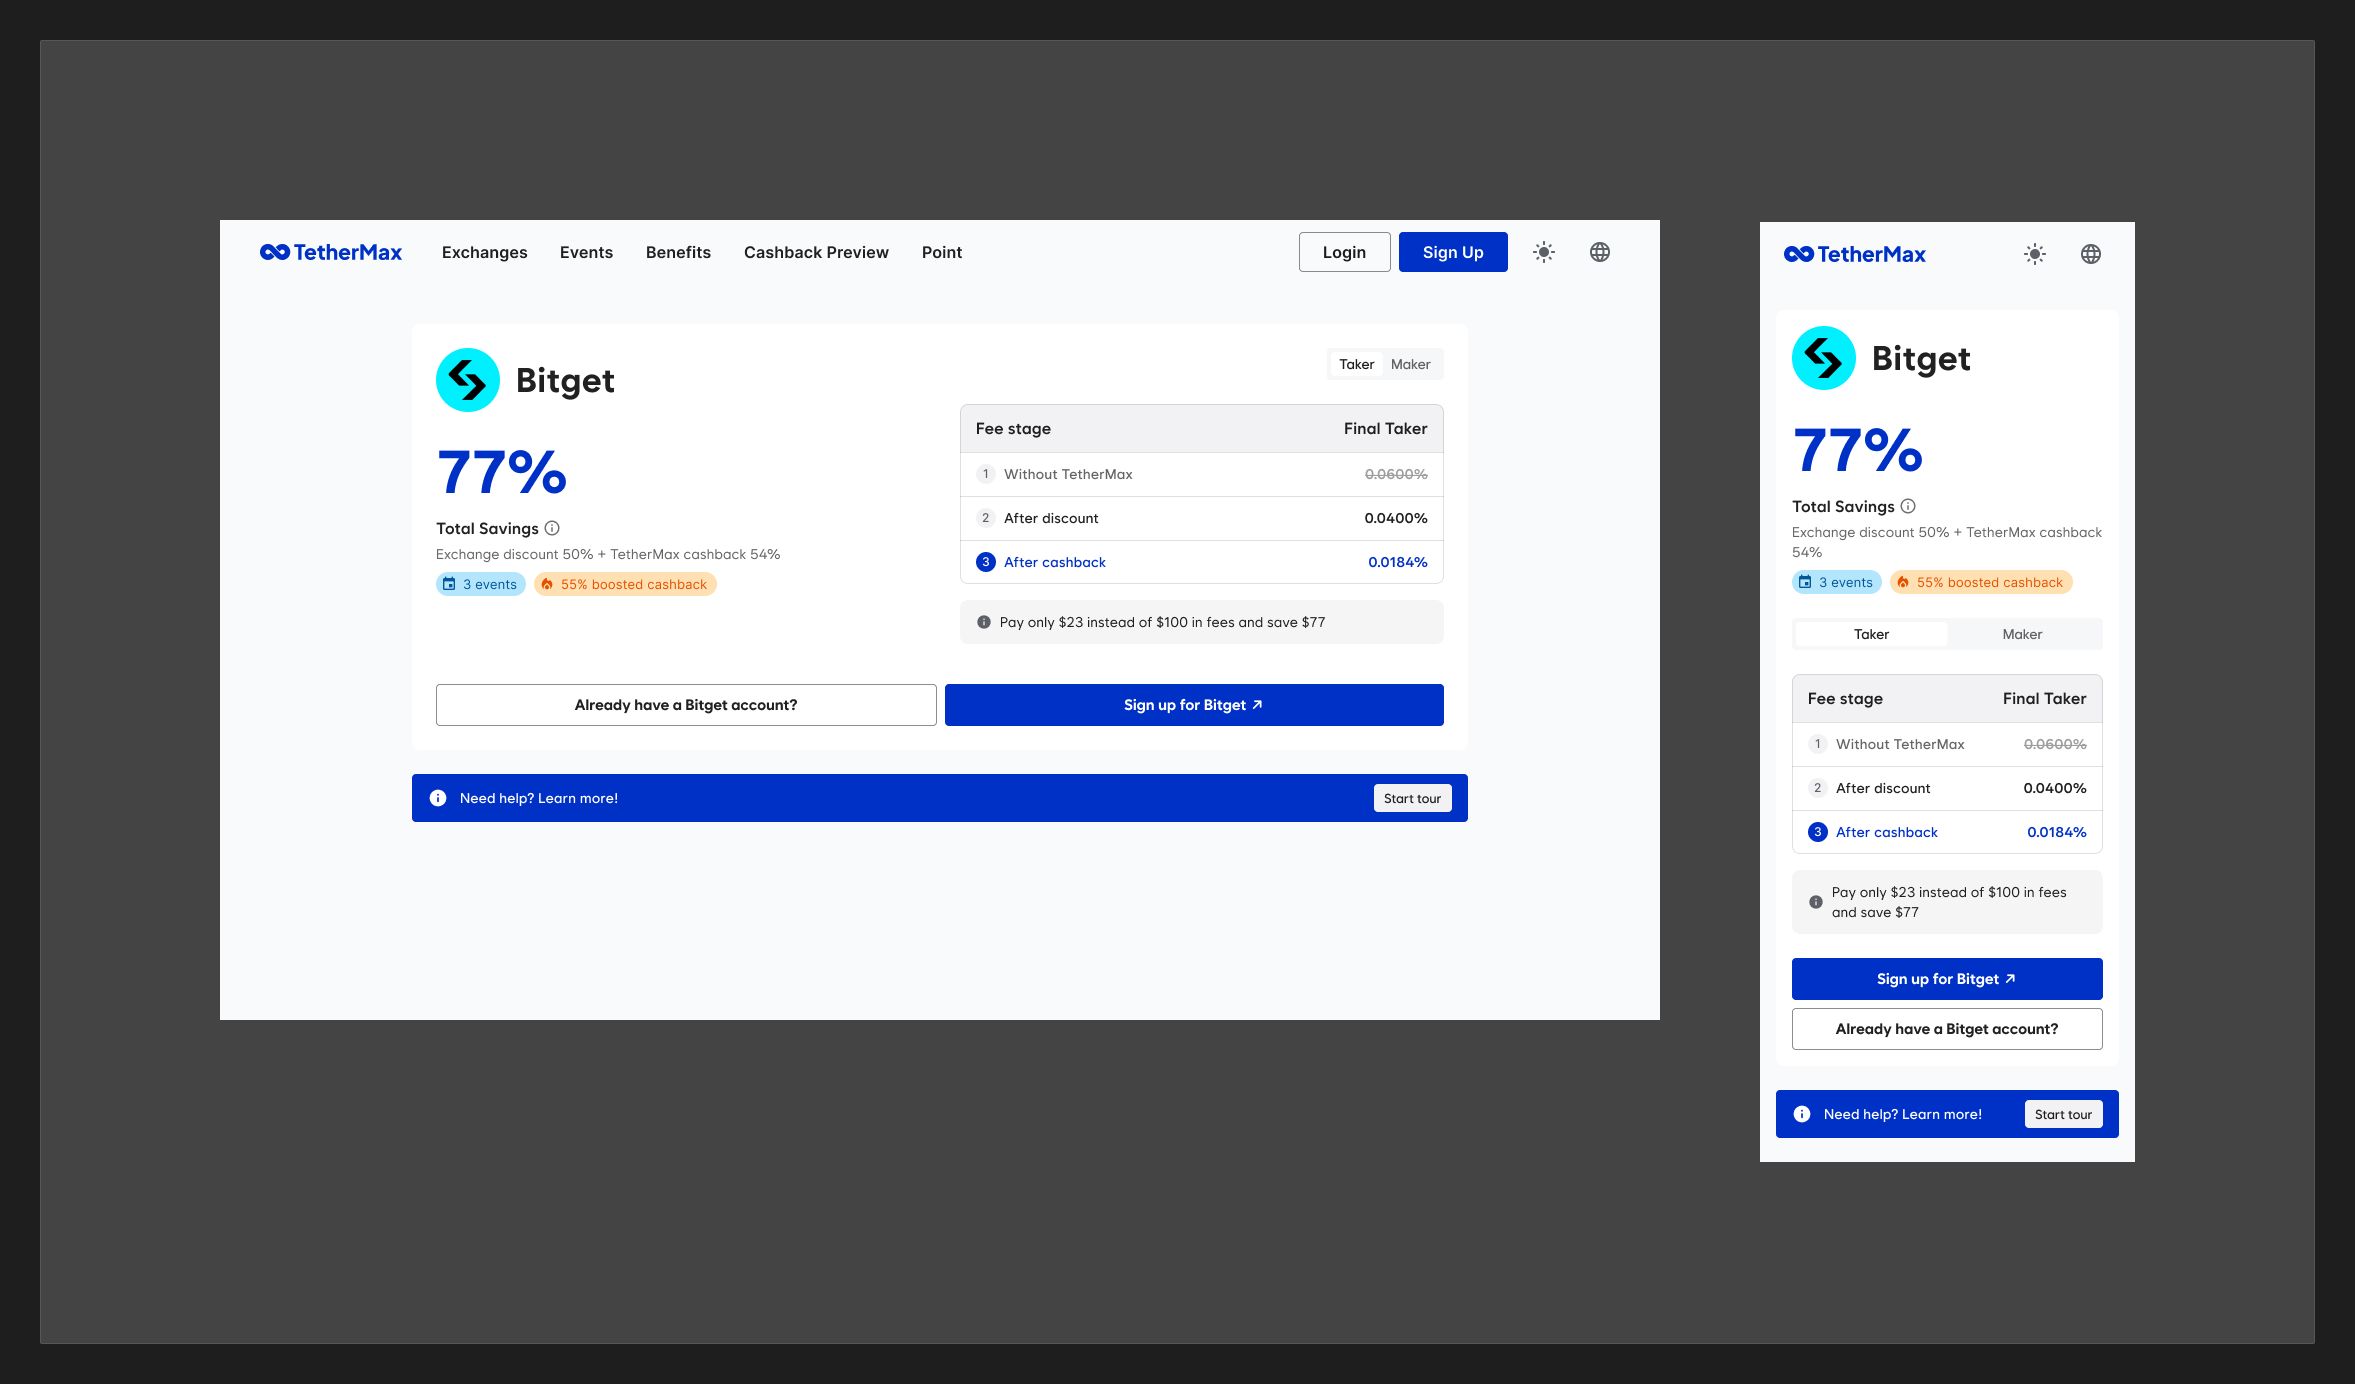 TetherMax
Exchanges
Events
Benefits
Cashback Preview
Point
Login
Sign Up
Bitget
77%
Total Savings
Exchange discount 50% + TetherMax cashback 54%
3 events
55% boosted cashback
Taker
Maker
Fee stage
Final Taker
1 Without TetherMax
0.0600%
2 After discount
0.0400%
3 After cashback
0.0184%
Pay only $23 instead of $100 in fees and save $77
Already have a Bitget account?
Sign up for Bitget ↗
Need help? Learn more!
Start tour
TetherMax
Bitget
77%
Total Savings
Exchange discount 50% + TetherMax cashback
54%
3 events
55% boosted cashback
Taker
Maker
Fee stage
Final Taker
1 Without TetherMax
0.0600%
2 After discount
0.0400%
3 After cashback
0.0184%
Pay only $23 instead of $100 in fees
and save $77
Sign up for Bitget ↗
Already have a Bitget account?
Need help? Learn more!
Start tour